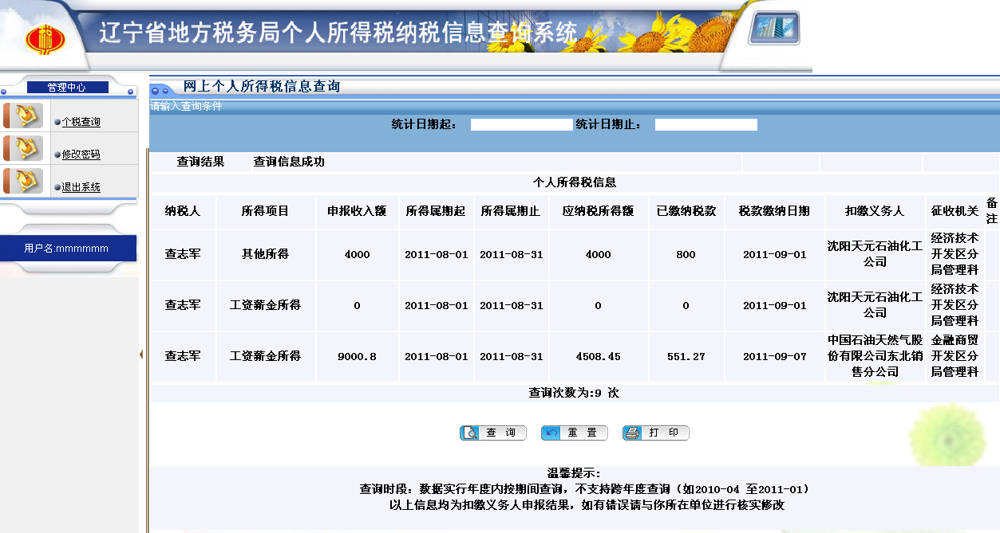 辽宁省地方税务局个人所得税纳税信息查询系统
管理中心
个税查询
修改密码
退出系统
用户名:mmmmmm
网上个人所得税信息查询
请输入查询条件
统计日期起： 统计日期止：
查询结果 查询信息成功
个人所得税信息
纳税人 所得项目 申报收入额 所得属期起 所得属期止 应纳税所得额 已缴纳税款 税款缴纳日期 扣缴义务人 征收机关 备注
查志军 其他所得 4000 2011-08-01 2011-08-31 4000 800 2011-09-01 沈阳天元石油化工公司 经济技术开发区分局管理科
查志军 工资薪金所得 0 2011-08-01 2011-08-31 0 0 2011-09-01 沈阳天元石油化工公司 经济技术开发区分局管理科
查志军 工资薪金所得 9000.8 2011-08-01 2011-08-31 4508.45 551.27 2011-09-07 中国石油天然气股份有限公司东北销售分公司 金融商贸开发区分局管理科
查询次数为:9 次
查 询 重 置 打 印
温馨提示:
查询时段：数据实行年度内按期间查询，不支持跨年度查询（如2010-04 至2011-01）
以上信息均为扣缴义务人申报结果，如有错误请与你所在单位进行核实修改